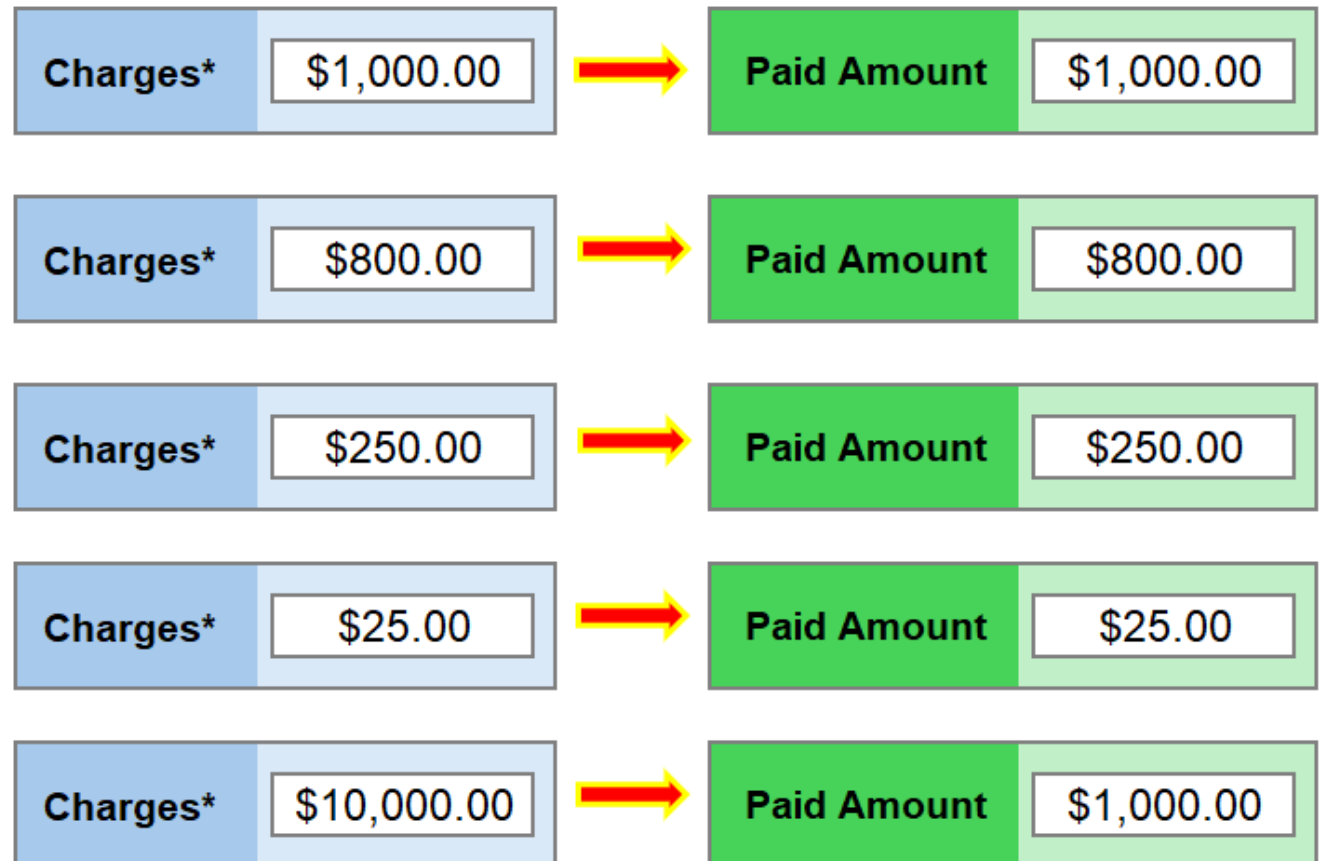 Charges* $1,000.00 Paid Amount $1,000.00
Charges* $800.00 Paid Amount $800.00
Charges* $250.00 Paid Amount $250.00
Charges* $25.00 Paid Amount $25.00
Charges* $10,000.00 Paid Amount $1,000.00